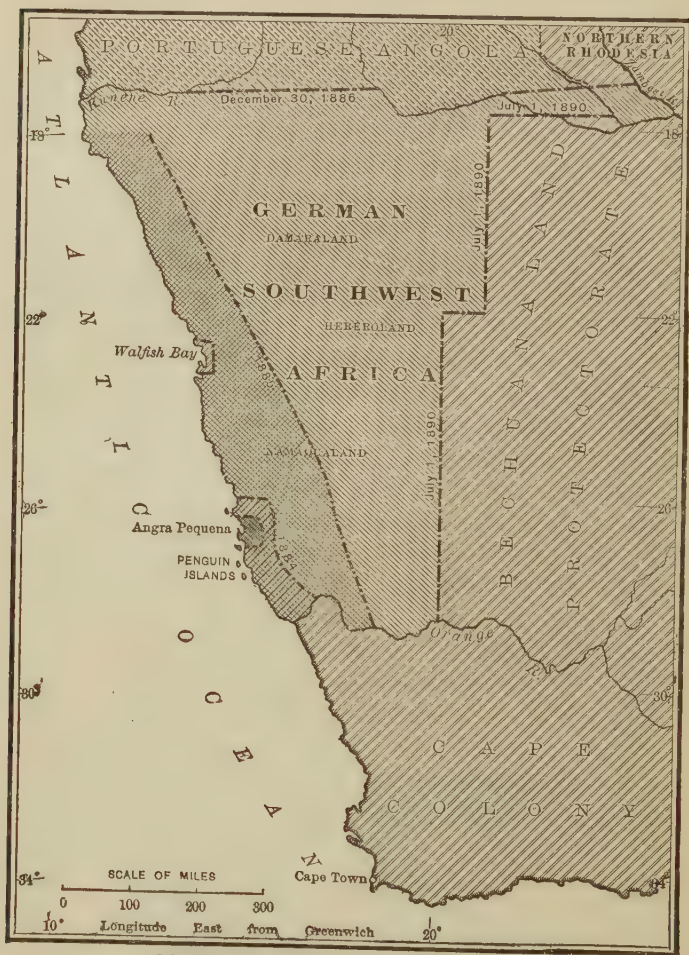 20°
PORTUGUESE ANGOLA
NORTHERN
RHODESIA
Kunene R.
December 30, 1886
July 1, 1890
18°
18°
ATLANTIC OCEAN
GERMAN
DAMARALAND
July 1, 1890
SOUTHWEST
HEREROLAND
22°
22°
Walfish Bay
AFRICA
BECHUANALAND
PROTECTORATE
NAMAQUALAND
July 1, 1890
26°
26°
Angra Pequena
1884
PENGUIN
ISLANDS
Orange R.
30°
30°
CAPE
COLONY
34°
Cape Town
34°
SCALE OF MILES
0 100 200 300
10° Longitude East from Greenwich 20°